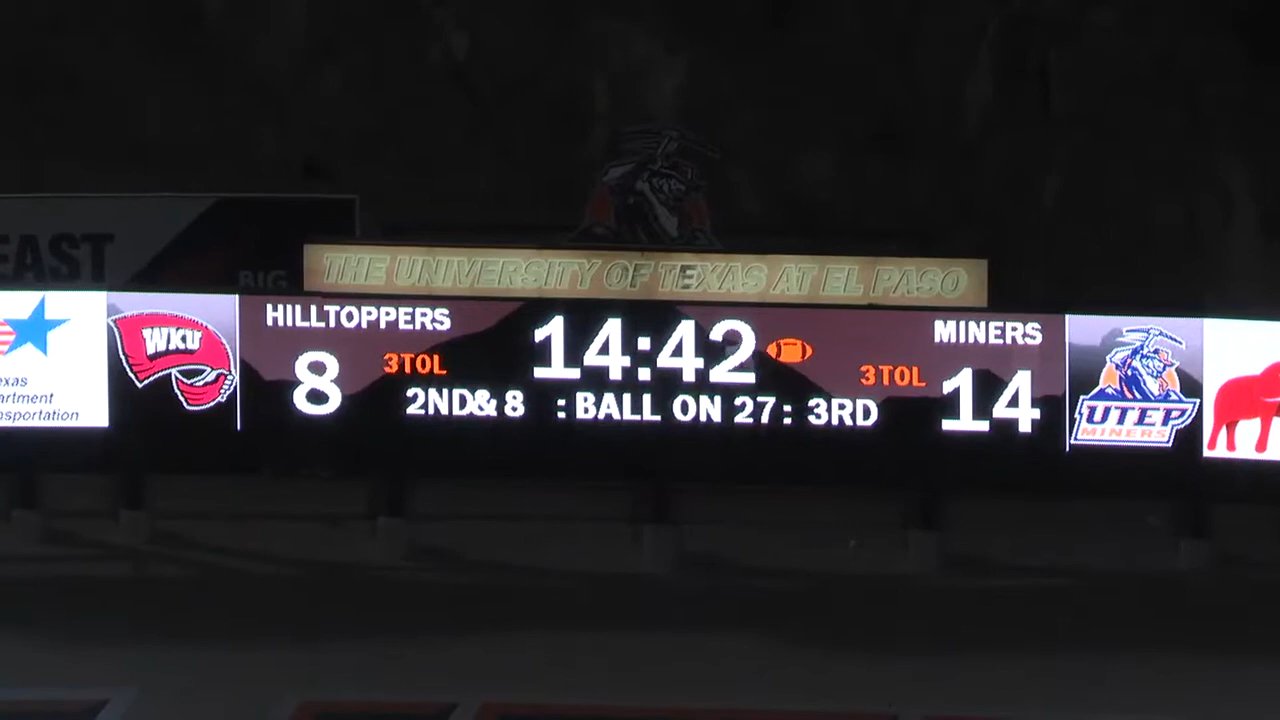 EAST
BIG
THE UNIVERSITY OF TEXAS AT EL PASO
HILLTOPPERS
14:42
MINERS
WKU
8
3TOL
3TOL
14
2ND& 8 : BALL ON 27: 3RD
UTEP
MINERS
exas
artment
sportation